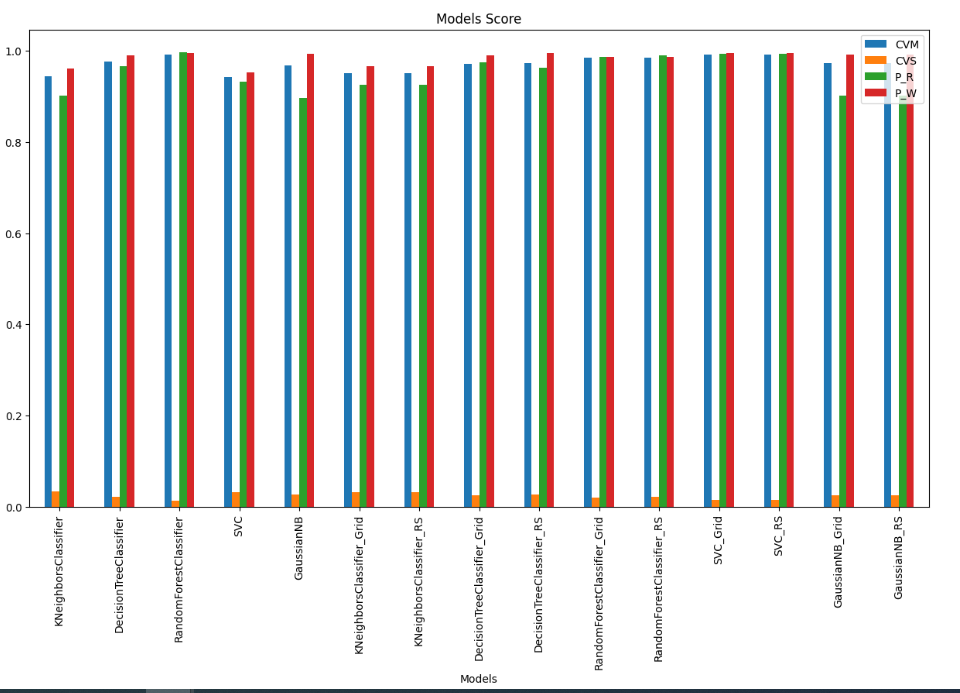 Models Score
1.0
0.8
0.6
0.4
0.2
0.0
CVM
CVS
P_R
P_W
KNeighborsClassifier
DecisionTreeClassifier
RandomForestClassifier
SVC
GaussianNB
KNeighborsClassifier_Grid
KNeighborsClassifier_RS
DecisionTreeClassifier_Grid
DecisionTreeClassifier_RS
RandomForestClassifier_Grid
RandomForestClassifier_RS
SVC_Grid
SVC_RS
GaussianNB_Grid
GaussianNB_RS
Models